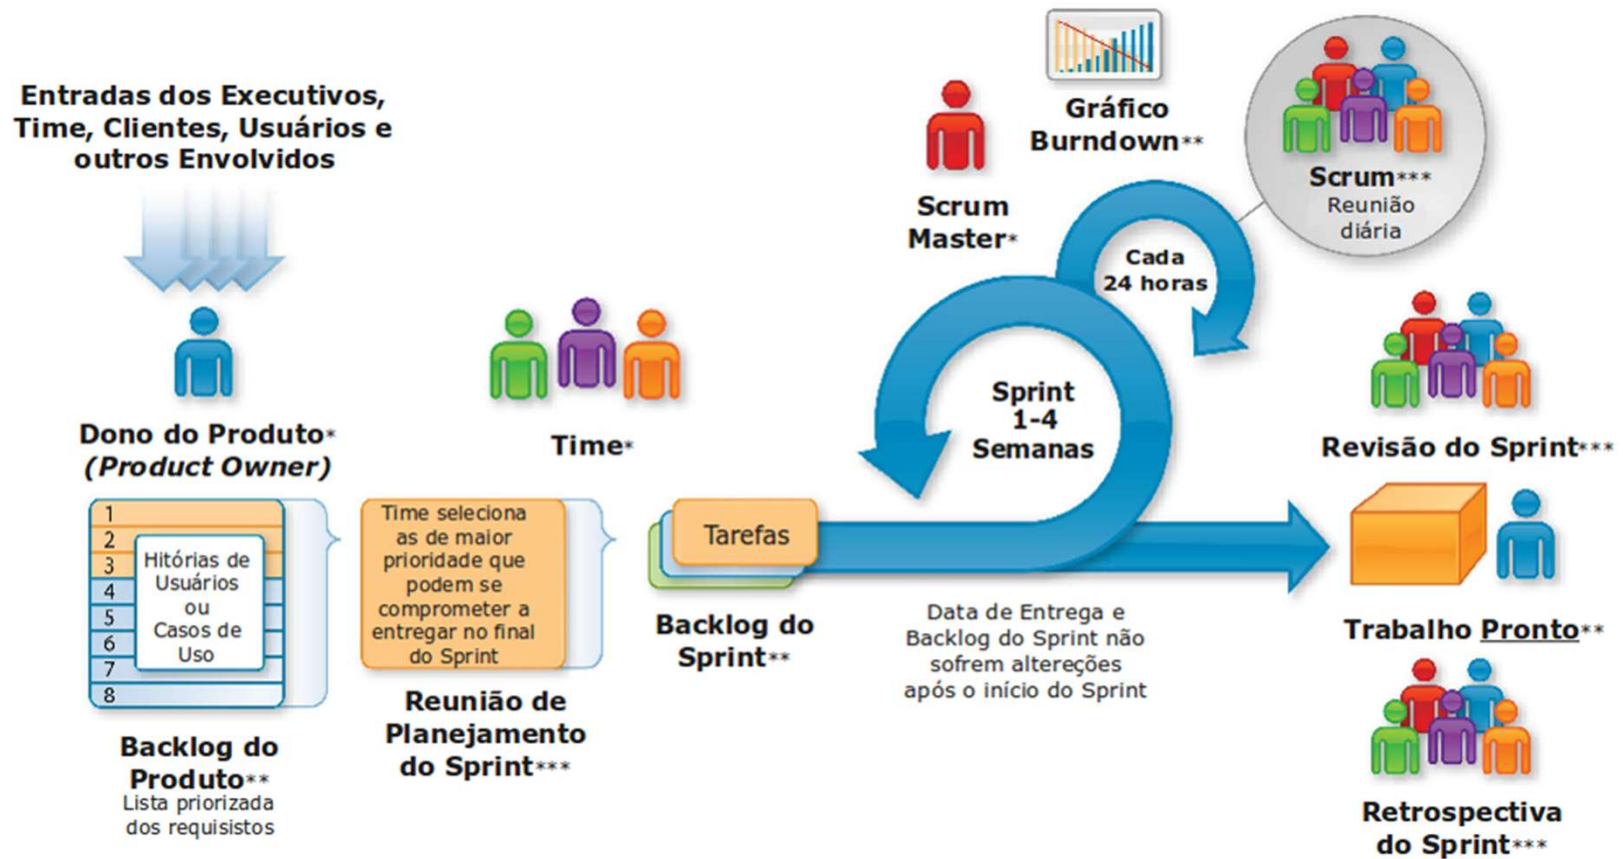 Entradas dos Executivos,
Time, Clientes, Usuários e
outros Envolvidos
Dono do Produto*
(Product Owner)
1
2
3
4
5
6
7
8
Hitórias de
Usuários
ou
Casos de
Uso
Backlog do
Produto**
Lista priorizada
dos requisistos
Time*
Time seleciona
as de maior
prioridade que
podem se
comprometer a
entregar no final
do Sprint
Reunião de
Planejamento
do Sprint***
Tarefas
Backlog do
Sprint**
Scrum
Master*
Gráfico
Burndown**
Scrum***
Reunião
diária
Cada
24 horas
Sprint
1-4
Semanas
Data de Entrega e
Backlog do Sprint não
sofrem altereções
após o início do Sprint
Revisão do Sprint***
Trabalho Pronto**
Retrospectiva
do Sprint***